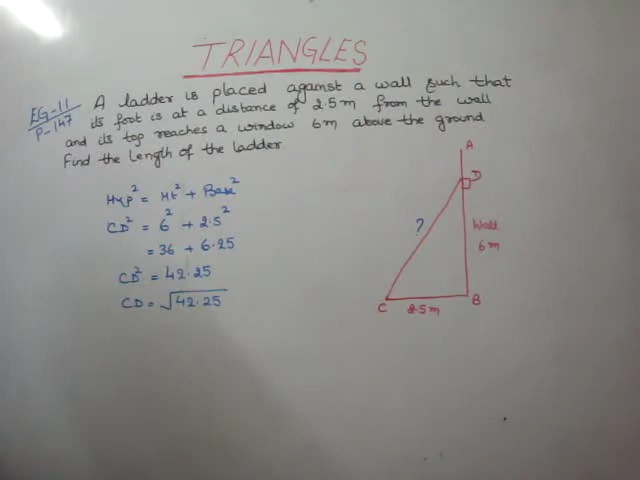 TRIANGLES
EG-11
P-147
A ladder is placed against a wall such that
its foot is at a distance of 2.5m from the wall
and its top reaches a window 6m above the ground
Find the length of the ladder
Hyp² = Ht² + Base²
CD² = 6² + 2.5²
= 36 + 6.25
CD² = 42.25
CD = √42.25
A
D
?
Wall
6m
C
2.5m
B